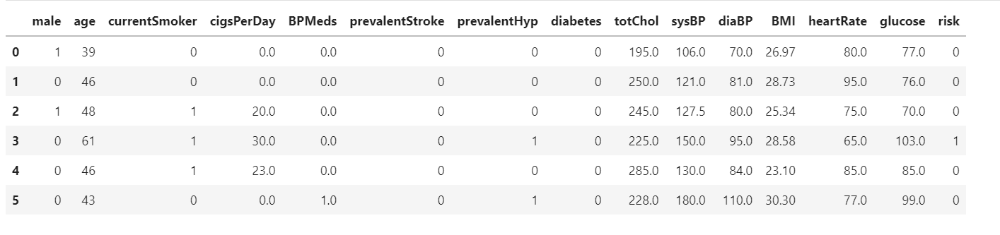 male age currentSmoker cigsPerDay BPMeds prevalentStroke prevalentHyp diabetes totChol sysBP diaBP BMI heartRate glucose risk
0 1 39 0 0.0 0.0 0 0 0 195.0 106.0 70.0 26.97 80.0 77.0 0
1 0 46 0 0.0 0.0 0 0 0 250.0 121.0 81.0 28.73 95.0 76.0 0
2 1 48 1 20.0 0.0 0 0 0 245.0 127.5 80.0 25.34 75.0 70.0 0
3 0 61 1 30.0 0.0 0 1 0 225.0 150.0 95.0 28.58 65.0 103.0 1
4 0 46 1 23.0 0.0 0 0 0 285.0 130.0 84.0 23.10 85.0 85.0 0
5 0 43 0 0.0 1.0 0 1 0 228.0 180.0 110.0 30.30 77.0 99.0 0